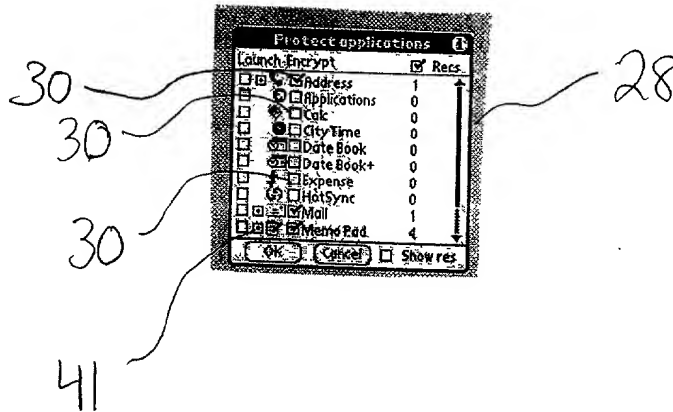 Protect applications i
Launch Encrypt Recs
Address 1
Applications 0
Calc 0
CityTime 0
Date Book 0
Date Book+ 0
Expense 0
HotSync 0
Mail 1
Memo Pad 4
OK Cancel Show res
30
30
30
41
28